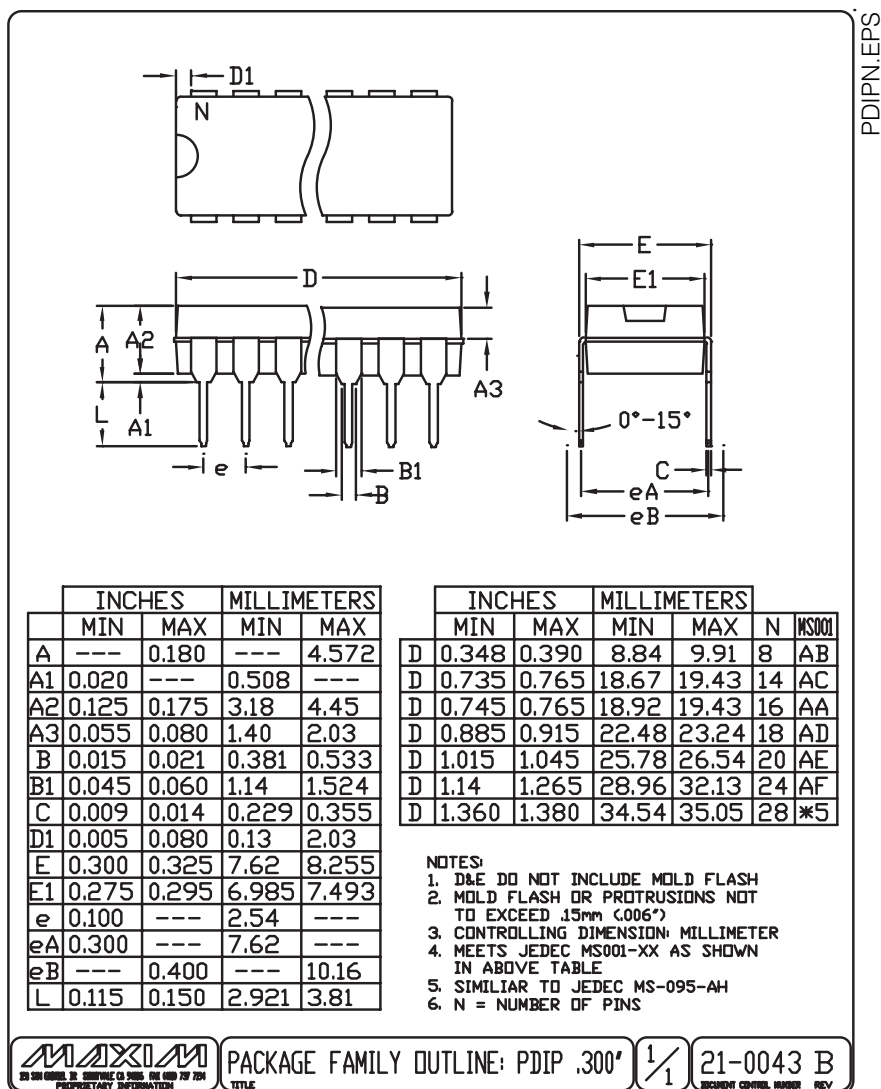 PDIPN.EPS
D1
N
D
E
E1
A
A2
A3
L
A1
0°-15°
e
B1
B
C
eA
eB
INCHES MILLIMETERS
MIN MAX MIN MAX
A --- 0.180 --- 4.572
A1 0.020 --- 0.508 ---
A2 0.125 0.175 3.18 4.45
A3 0.055 0.080 1.40 2.03
B 0.015 0.021 0.381 0.533
B1 0.045 0.060 1.14 1.524
C 0.009 0.014 0.229 0.355
D1 0.005 0.080 0.13 2.03
E 0.300 0.325 7.62 8.255
E1 0.275 0.295 6.985 7.493
e 0.100 --- 2.54 ---
eA 0.300 --- 7.62 ---
eB --- 0.400 --- 10.16
L 0.115 0.150 2.921 3.81
INCHES MILLIMETERS
MIN MAX MIN MAX N MS001
D 0.348 0.390 8.84 9.91 8 AB
D 0.735 0.765 18.67 19.43 14 AC
D 0.745 0.765 18.92 19.43 16 AA
D 0.885 0.915 22.48 23.24 18 AD
D 1.015 1.045 25.78 26.54 20 AE
D 1.14 1.265 28.96 32.13 24 AF
D 1.360 1.380 34.54 35.05 28 *5
NOTES:
1. D&E DO NOT INCLUDE MOLD FLASH
2. MOLD FLASH OR PROTRUSIONS NOT
TO EXCEED .15mm (.006")
3. CONTROLLING DIMENSION: MILLIMETER
4. MEETS JEDEC MS001-XX AS SHOWN
IN ABOVE TABLE
5. SIMILIAR TO JEDEC MS-095-AH
6. N = NUMBER OF PINS
MAXIM
PROPRIETARY INFORMATION
PACKAGE FAMILY OUTLINE: PDIP .300"
TITLE
1/1
21-0043 B
DOCUMENT CONTROL NUMBER REV